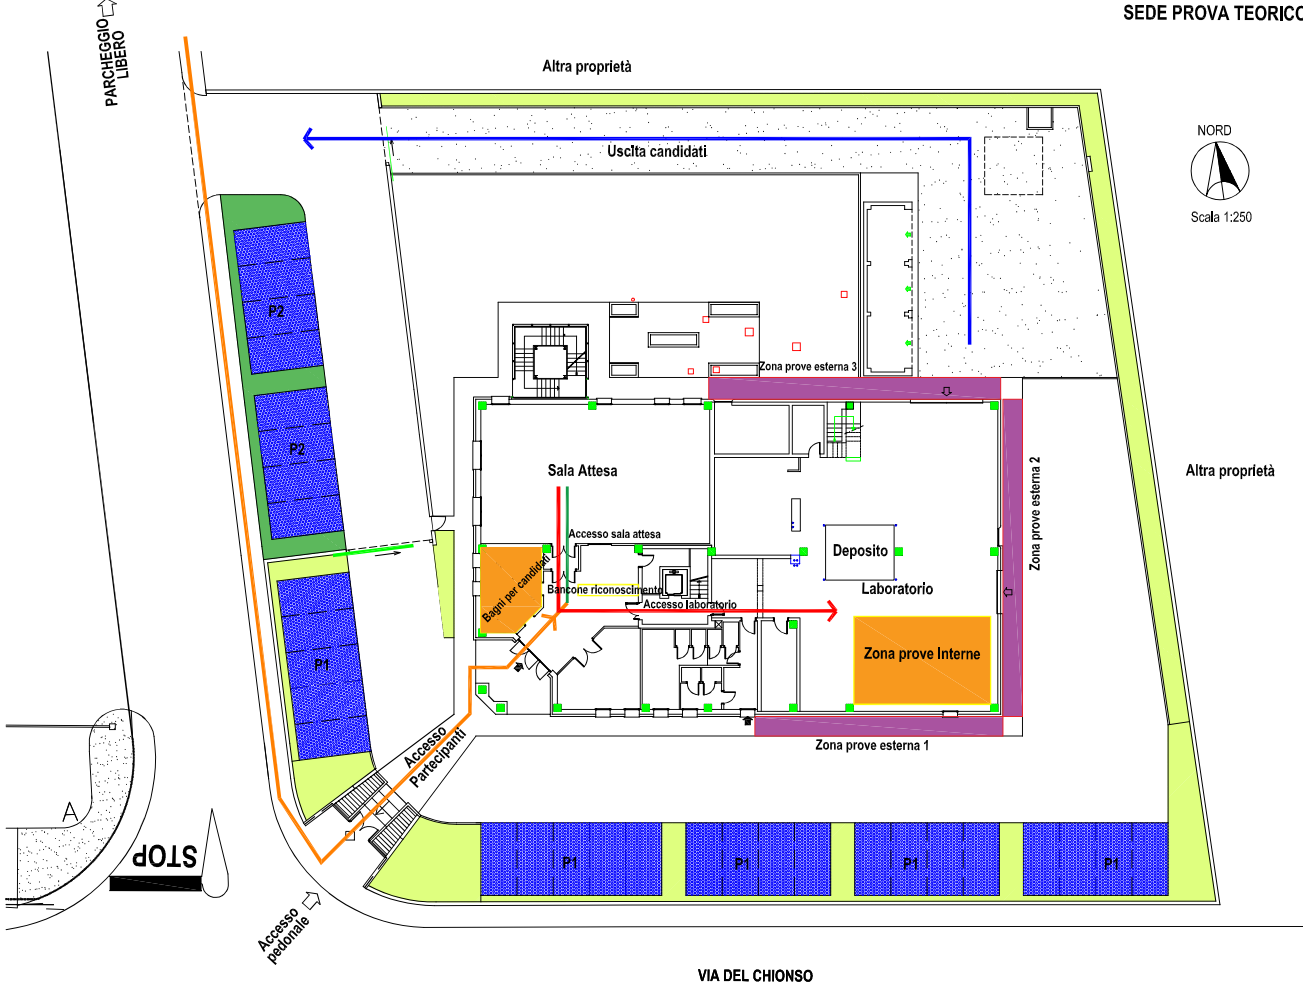 SEDE PROVA TEORICO
PARCHEGGIO
LIBERO
Altra proprietà
NORD
Scala 1:250
Uscita candidati
P2
Zona prove esterna 3
P2
Sala Attesa
Altra proprietà
Zona prove esterna 2
Accesso sala attesa
Deposito
Bagni per candidati
Bancone riconoscimento
Laboratorio
Accesso laboratorio
P1
Zona prove Interne
Accesso
Partecipanti
Zona prove esterna 1
A
STOP
P1
P1
P1
P1
Accesso
pedonale
VIA DEL CHIONSO